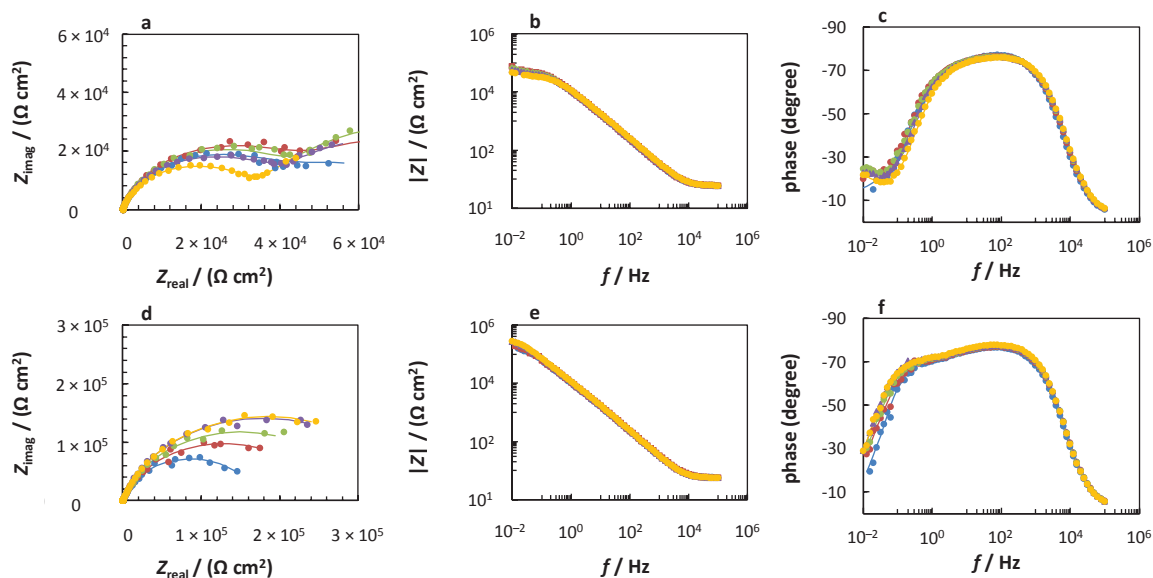 a
6 × 10⁴
4 × 10⁴
2 × 10⁴
0
Zimag / (Ω cm²)
0 2 × 10⁴ 4 × 10⁴ 6 × 10⁴
Zreal / (Ω cm²)
b
10⁶
10⁴
10²
10¹
|Z| / (Ω cm²)
10⁻² 10⁰ 10² 10⁴ 10⁶
f / Hz
c
-90
-70
-50
-30
-10
phase (degree)
10⁻² 10⁰ 10² 10⁴ 10⁶
f / Hz
d
3 × 10⁵
2 × 10⁵
1 × 10⁵
0
Zimag / (Ω cm²)
0 1 × 10⁵ 2 × 10⁵ 3 × 10⁵
Zreal / (Ω cm²)
e
10⁶
10⁴
10²
10¹
|Z| / (Ω cm²)
10⁻² 10⁰ 10² 10⁴ 10⁶
f / Hz
f
-90
-70
-50
-30
-10
phase (degree)
10⁻² 10⁰ 10² 10⁴ 10⁶
f / Hz